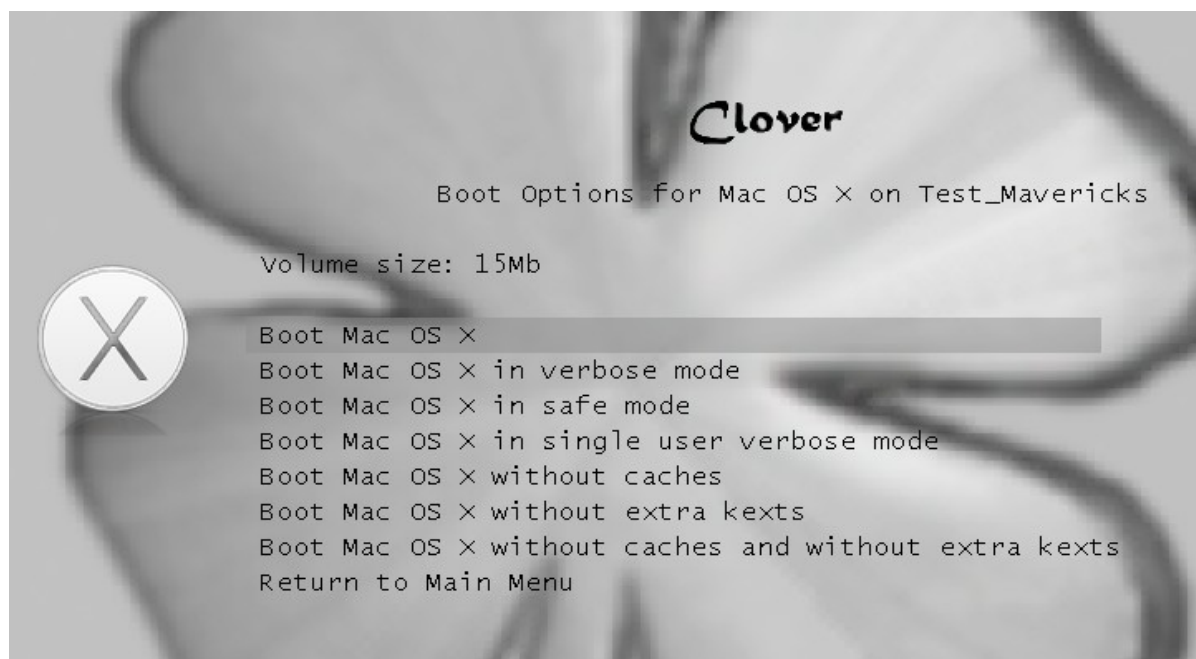 Clover
Boot Options for Mac OS X on Test_Mavericks
Volume size: 15Mb
Boot Mac OS X
Boot Mac OS X in verbose mode
Boot Mac OS X in safe mode
Boot Mac OS X in single user verbose mode
Boot Mac OS X without caches
Boot Mac OS X without extra kexts
Boot Mac OS X without caches and without extra kexts
Return to Main Menu